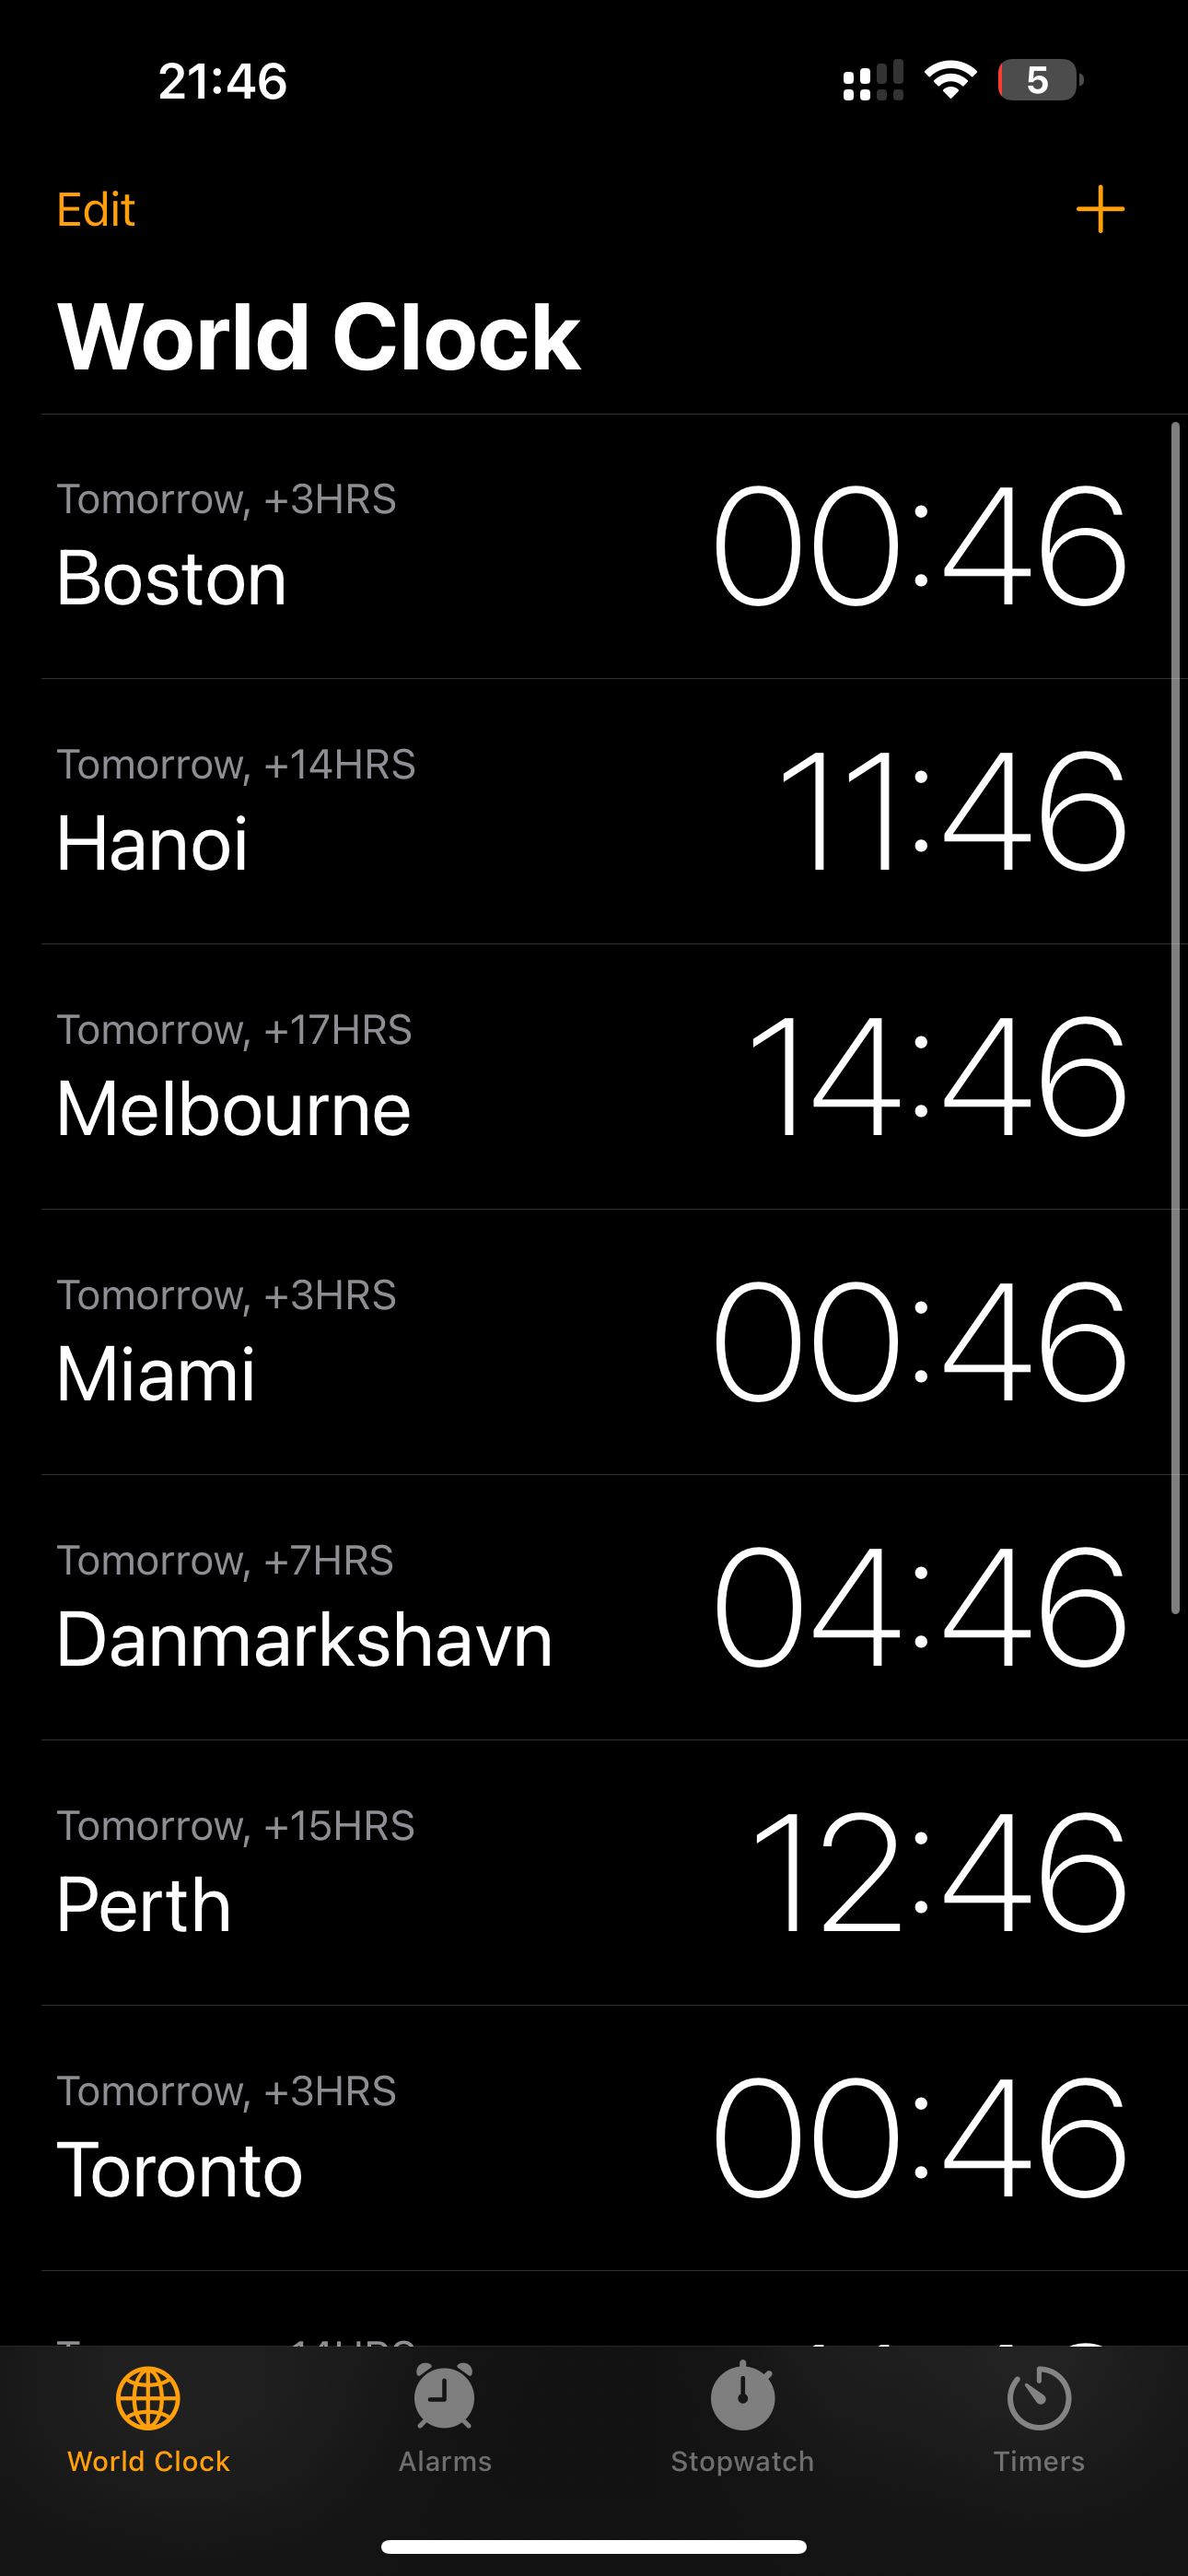 21:46
5
Edit
World Clock
Tomorrow, +3HRS
Boston
00:46
Tomorrow, +14HRS
Hanoi
11:46
Tomorrow, +17HRS
Melbourne
14:46
Tomorrow, +3HRS
Miami
00:46
Tomorrow, +7HRS
Danmarkshavn
04:46
Tomorrow, +15HRS
Perth
12:46
Tomorrow, +3HRS
Toronto
00:46
World Clock
Alarms
Stopwatch
Timers